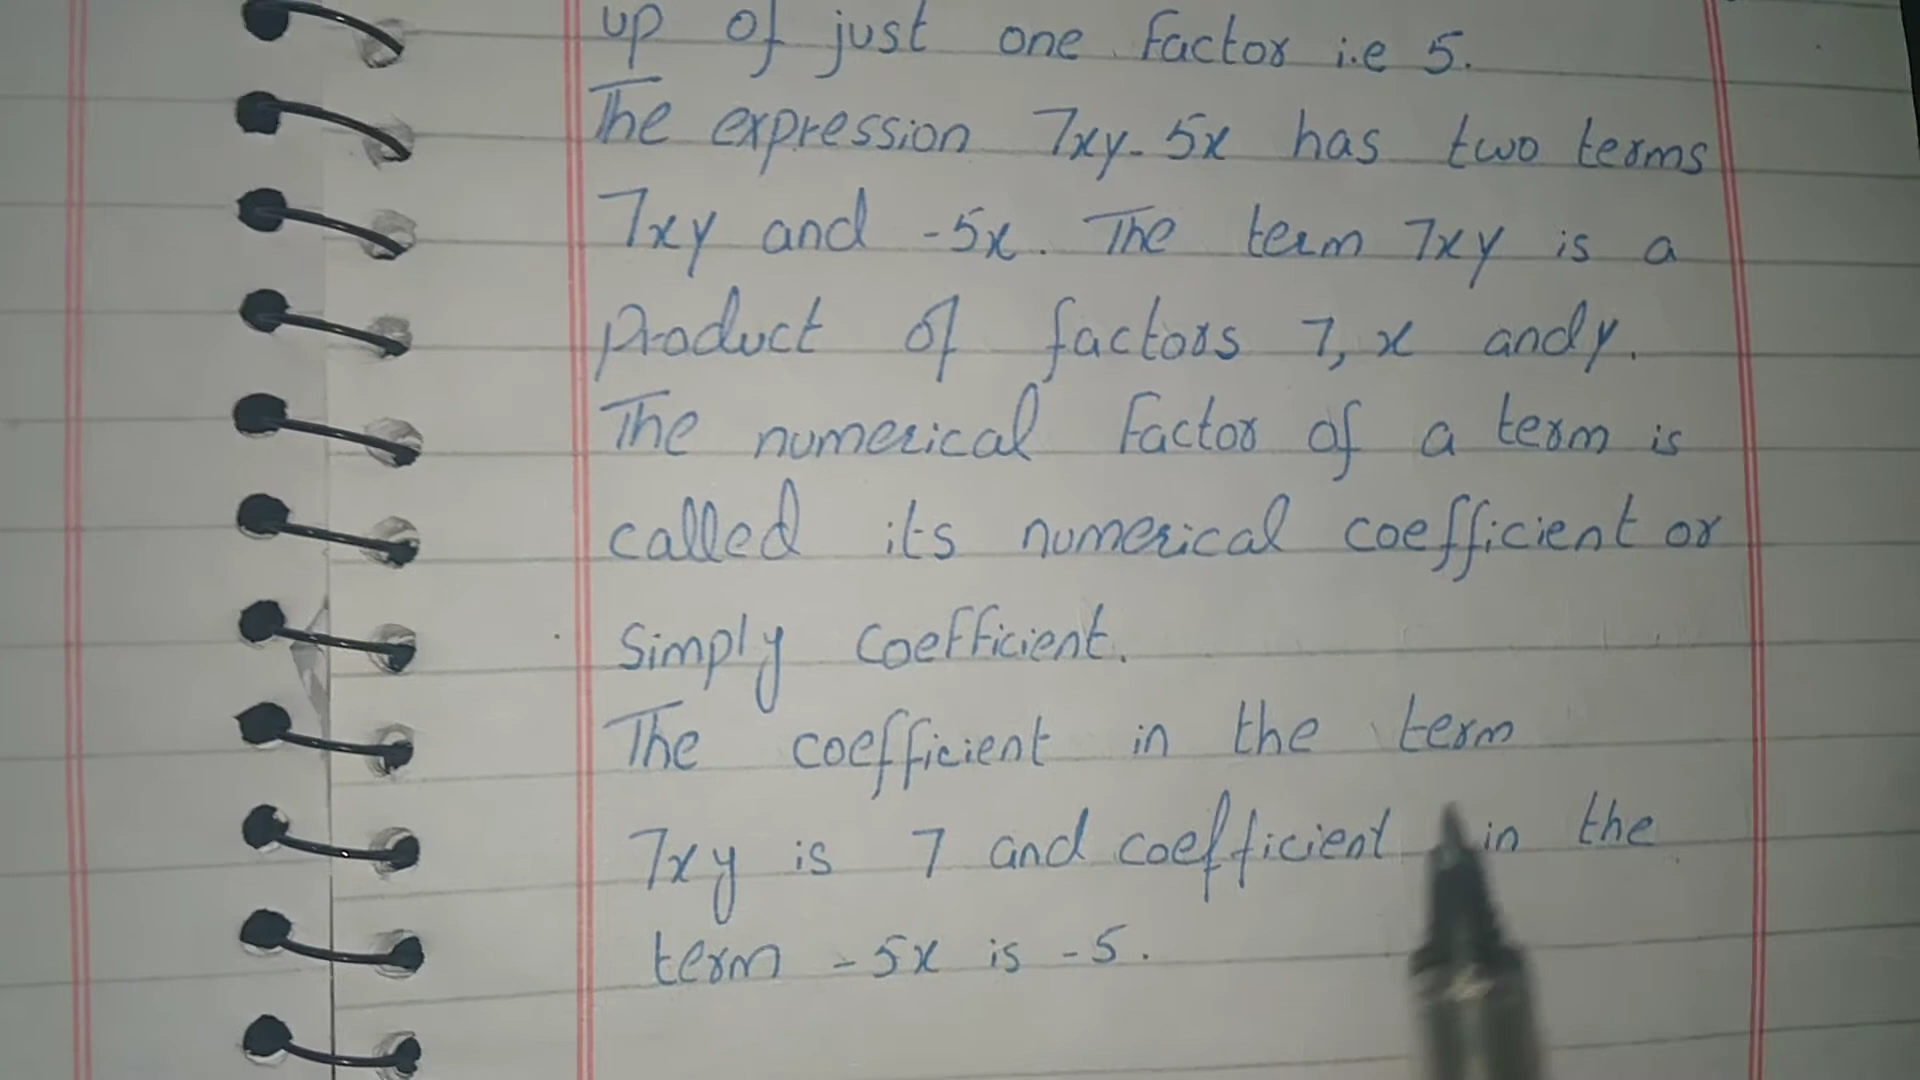 up of just one factor i.e 5.
The expression 7xy-5x has two terms
7xy and -5x. The term 7xy is a
product of factors 7, x and y.
The numerical factor of a term is
called its numerical coefficient or
simply coefficient.
The coefficient in the term
7xy is 7 and coefficient in the
term -5x is -5.